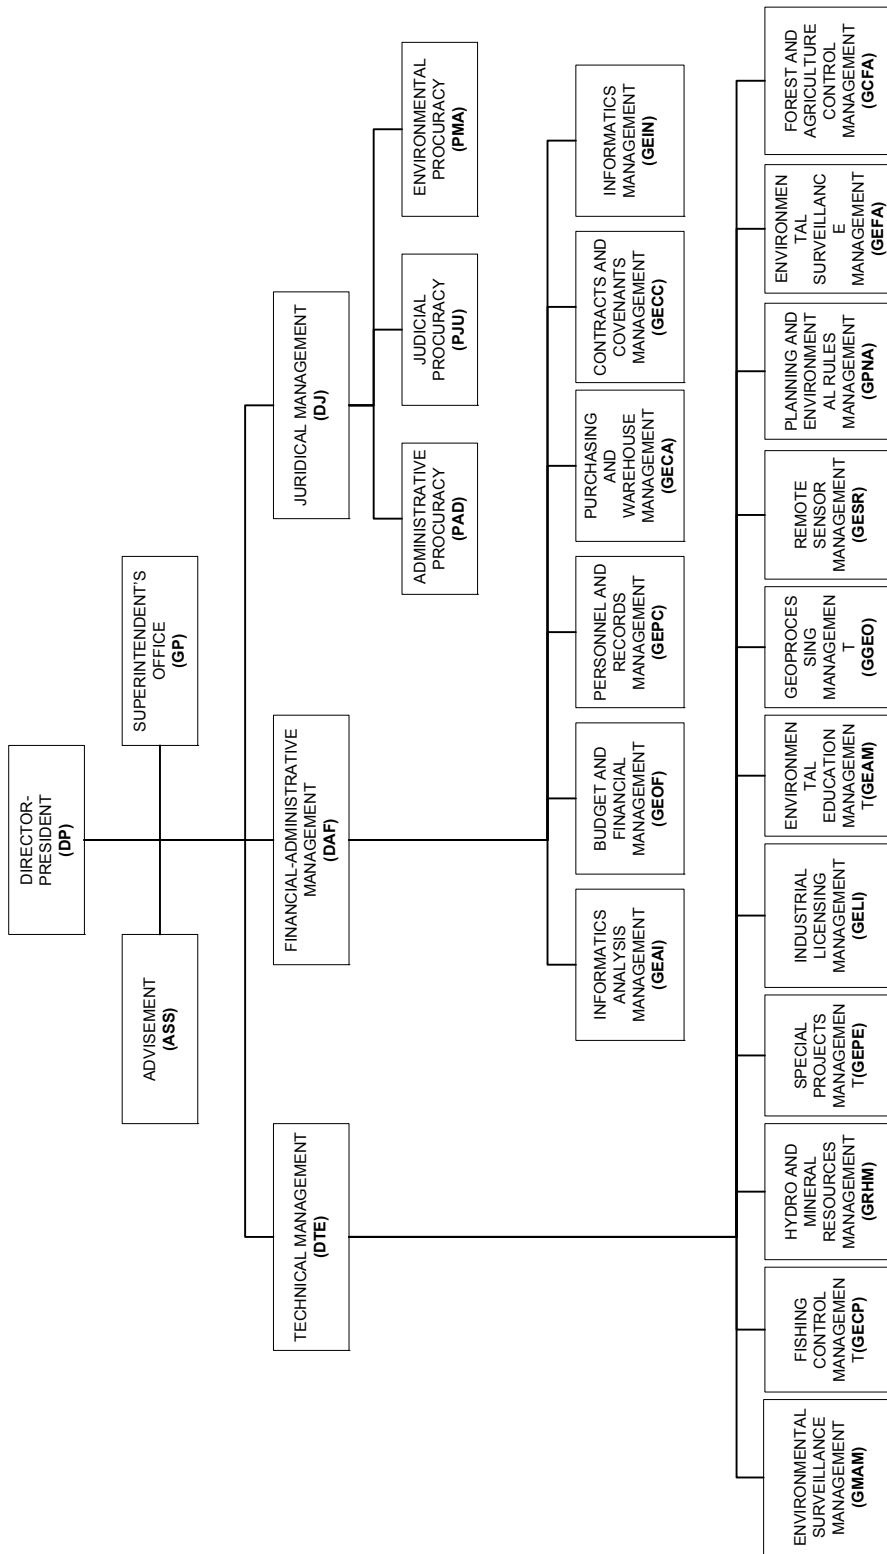 DIRECTOR-
PRESIDENT
(DP)
ADVISEMENT
(ASS)
SUPERINTENDENT'S
OFFICE
(GP)
TECHNICAL MANAGEMENT
(DTE)
FINANCIAL-ADMINISTRATIVE
MANAGEMENT
(DAF)
JURIDICAL MANAGEMENT
(DJ)
ADMINISTRATIVE
PROCURACY
(PAD)
JUDICIAL
PROCURACY
(PJU)
ENVIRONMENTAL
PROCURACY
(PMA)
INFORMATICS
ANALYSIS
MANAGEMENT
(GEAI)
BUDGET AND
FINANCIAL
MANAGEMENT
(GEOF)
PERSONNEL AND
RECORDS
MANAGEMENT
(GEPC)
PURCHASING
AND
WAREHOUSE
MANAGEMENT
(GECA)
CONTRACTS AND
COVENANTS
MANAGEMENT
(GECC)
INFORMATICS
MANAGEMENT
(GEIN)
ENVIRONMENTAL
SURVEILLANCE
MANAGEMENT
(GMAM)
FISHING
CONTROL
MANAGEMEN
T(GECP)
HYDRO AND
MINERAL
RESOURCES
MANAGEMENT
(GRHM)
SPECIAL
PROJECTS
MANAGEMEN
T(GEPE)
INDUSTRIAL
LICENSING
MANAGEMENT
(GELI)
ENVIRONMEN
TAL
EDUCATION
MANAGEMEN
T(GEAM)
GEOPROCES
SING
MANAGEMEN
T
(GGEO)
REMOTE
SENSOR
MANAGEMENT
(GESR)
PLANNING AND
ENVIRONMENT
AL RULES
MANAGEMENT
(GPNA)
ENVIRONMEN
TAL
SURVEILLANC
E
MANAGEMENT
(GEFA)
FOREST AND
AGRICULTURE
CONTROL
MANAGEMENT
(GCFA)